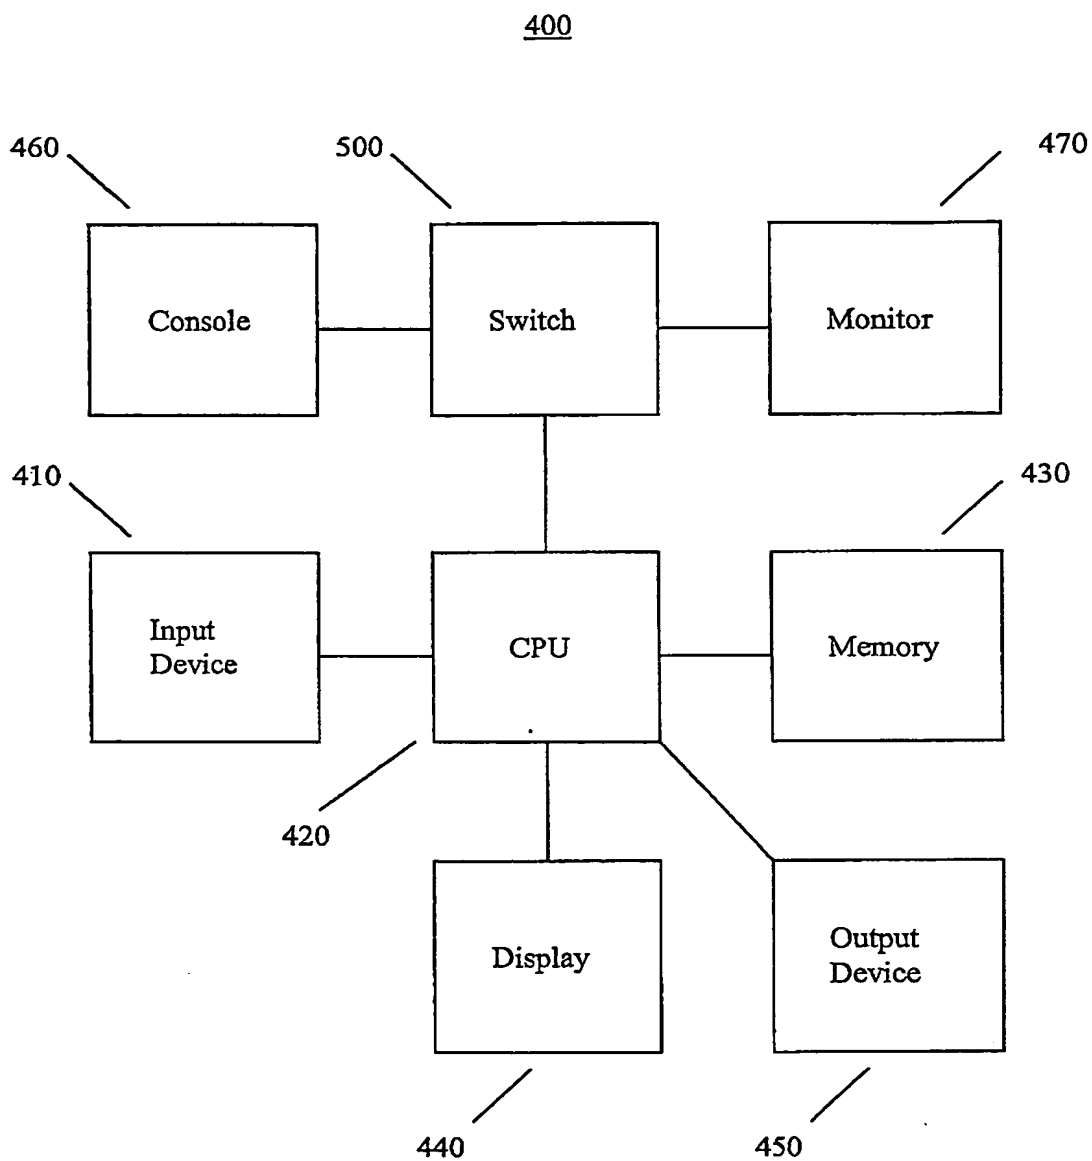 400
460
500
470
Console
Switch
Monitor
410
430
Input
Device
CPU
Memory
420
Display
Output
Device
440
450